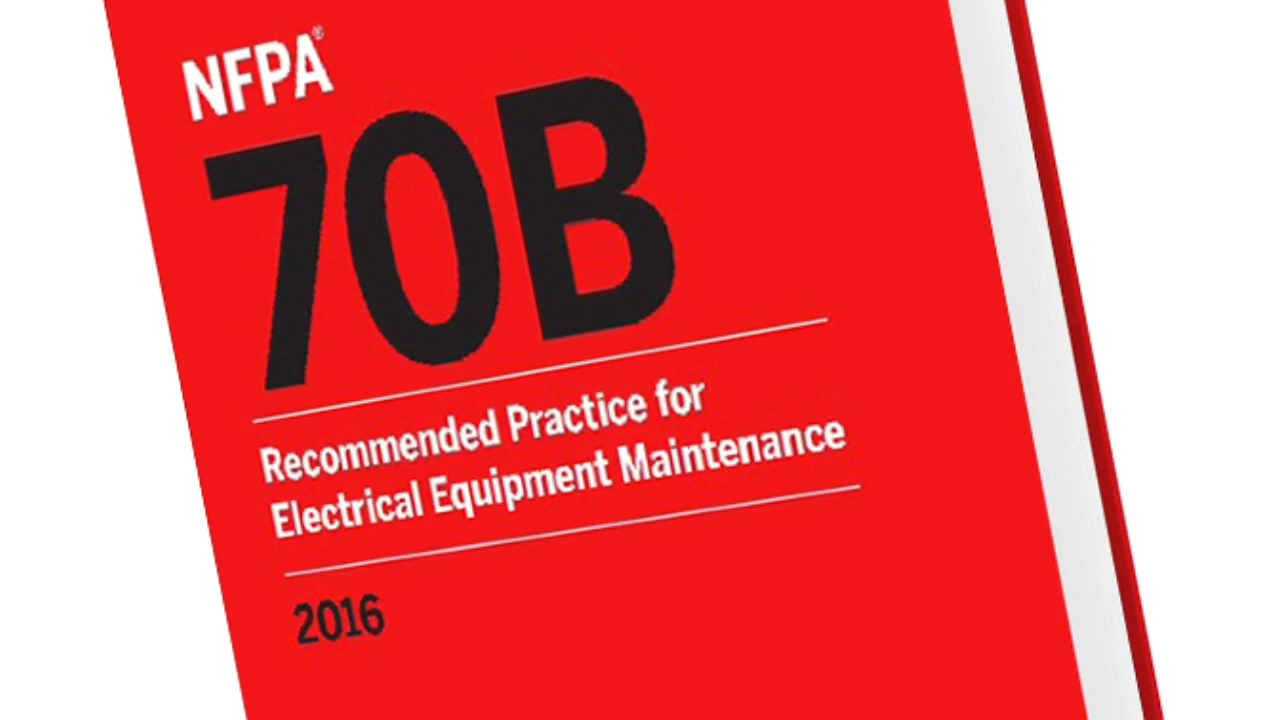 NFPA®
70B
Recommended Practice for
Electrical Equipment Maintenance
2016